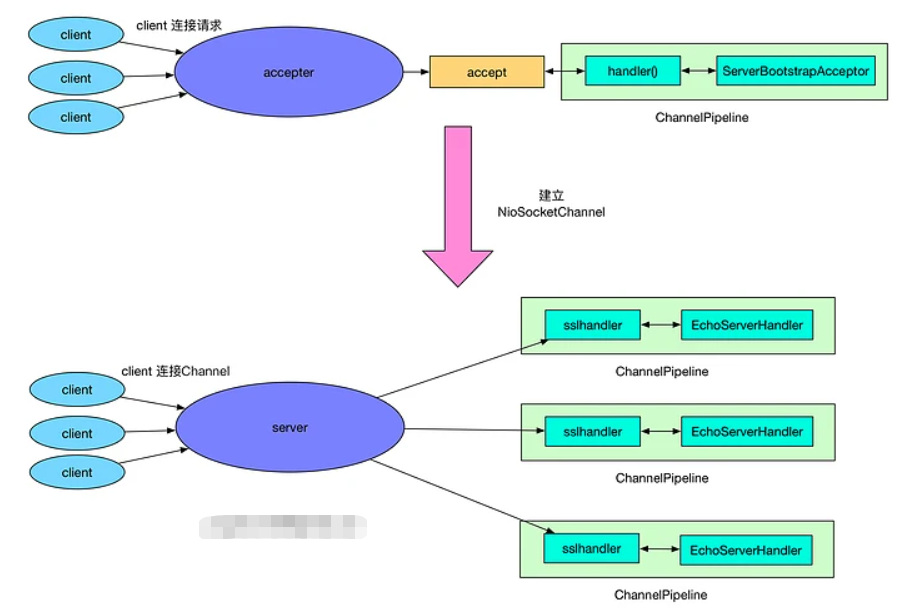 client 连接请求
client
client
client
accepter
accept
handler()
ServerBootstrapAcceptor
ChannelPipeline
建立
NioSocketChannel
sslhandler
EchoServerHandler
ChannelPipeline
client 连接Channel
client
client
client
server
sslhandler
EchoServerHandler
ChannelPipeline
sslhandler
EchoServerHandler
ChannelPipeline